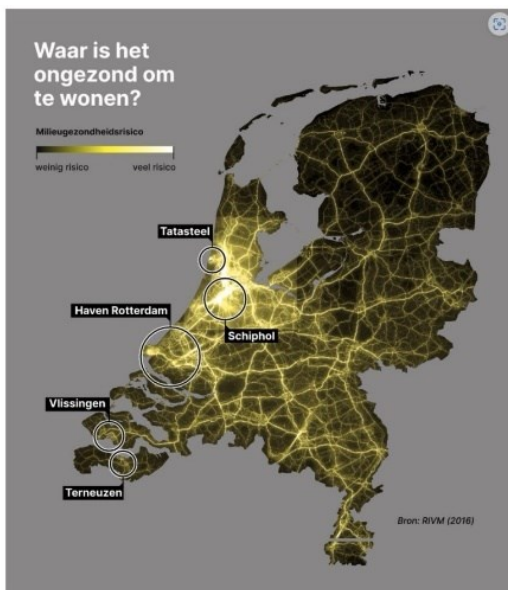 Waar is het
ongezond om
te wonen?
Milieugezondheidsrisico
weinig risico veel risico
Tatasteel
Haven Rotterdam
Schiphol
Vlissingen
Terneuzen
Bron: RIVM (2016)